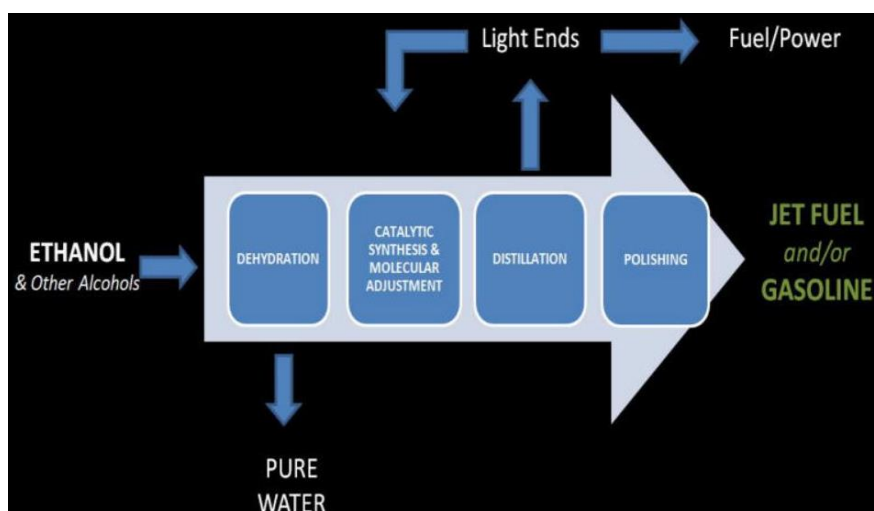 Light Ends
Fuel/Power
ETHANOL
& Other Alcohols
DEHYDRATION
CATALYTIC
SYNTHESIS &
MOLECULAR
ADJUSTMENT
DISTILLATION
POLISHING
JET FUEL
and/or
GASOLINE
PURE
WATER